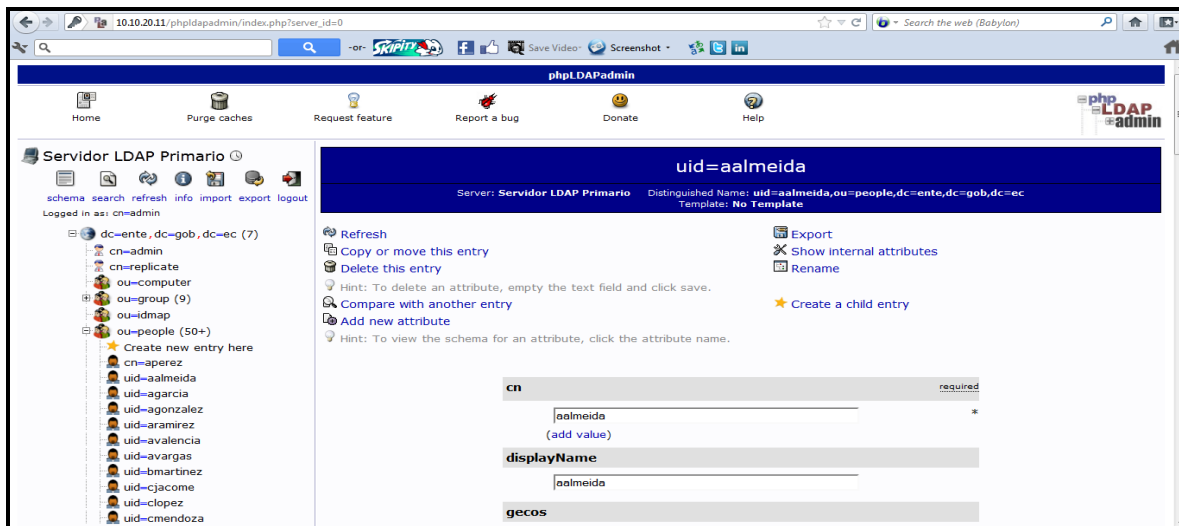 10.10.20.11/phpldapadmin/index.php?server_id=0
Search the web (Babylon)
-or- SKIPITY Save Video Screenshot
phpLDAPadmin
Home Purge caches Request feature Report a bug Donate Help
php LDAP admin
Servidor LDAP Primario
schema search refresh info import export logout
Logged in as: cn=admin
dc=ente,dc=gob,dc=ec (7)
cn=admin
cn=replicate
ou=computer
ou=group (9)
ou=idmap
ou=people (50+)
Create new entry here
cn=aperez
uid=aalmeida
uid=agarcia
uid=agonzalez
uid=aramirez
uid=avalencia
uid=avargas
uid=bmartinez
uid=cjacome
uid=clopez
uid=cmendoza
uid=aalmeida
Server: Servidor LDAP Primario Distinguished Name: uid=aalmeida,ou=people,dc=ente,dc=gob,dc=ec
Template: No Template
Refresh Export
Copy or move this entry Show internal attributes
Delete this entry Rename
Hint: To delete an attribute, empty the text field and click save.
Compare with another entry Create a child entry
Add new attribute
Hint: To view the schema for an attribute, click the attribute name.
cn required
aalmeida *
(add value)
displayName
aalmeida
gecos